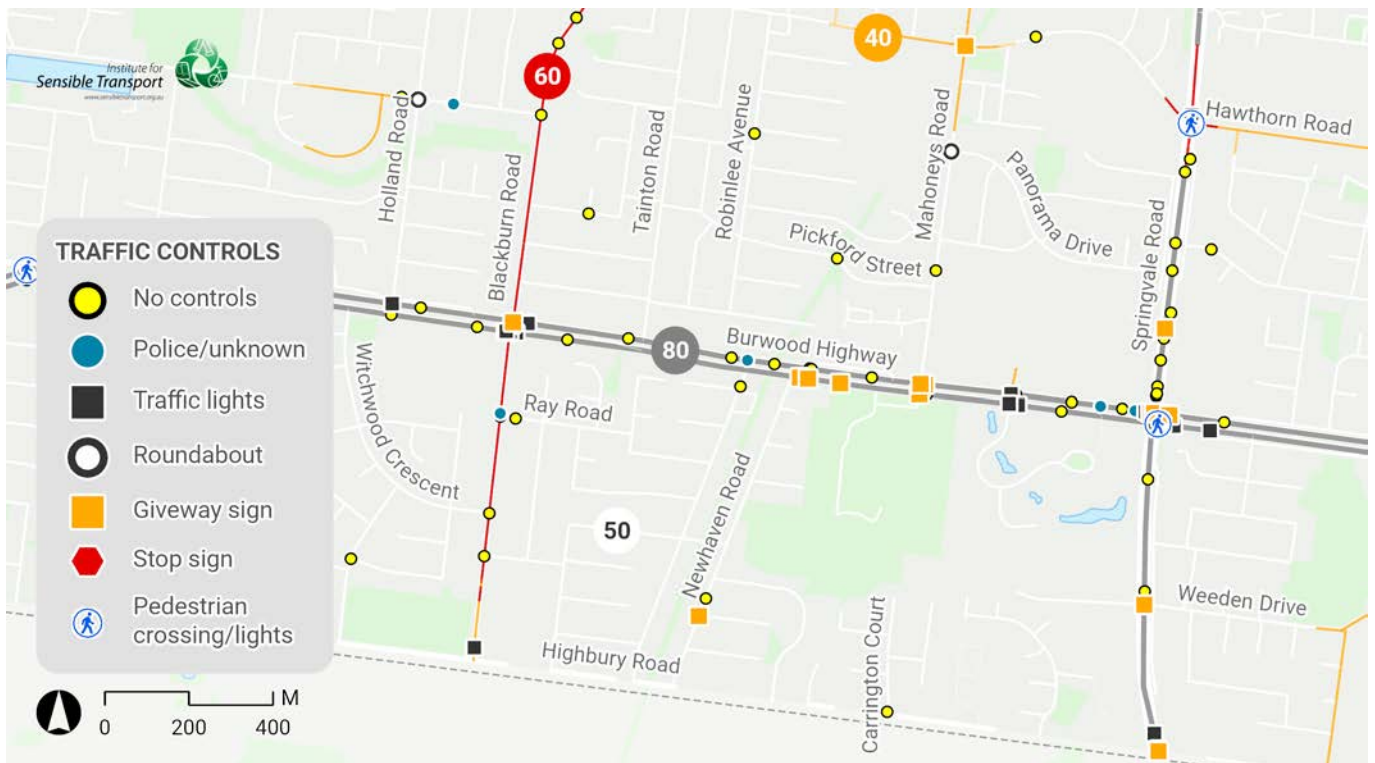 Institute for
Sensible Transport
www.sensibletransport.org.au
60
40
Hawthorn Road
Holland Road
Blackburn Road
Tainton Road
Robinlee Avenue
Mahoneys Road
Panorama Drive
Springvale Road
Pickford Street
TRAFFIC CONTROLS
No controls
Police/unknown
Traffic lights
Roundabout
Giveway sign
Stop sign
Pedestrian
crossing/lights
80
Burwood Highway
Witchwood Crescent
Ray Road
50
Newhaven Road
Weeden Drive
Highbury Road
Carrington Court
M
0 200 400